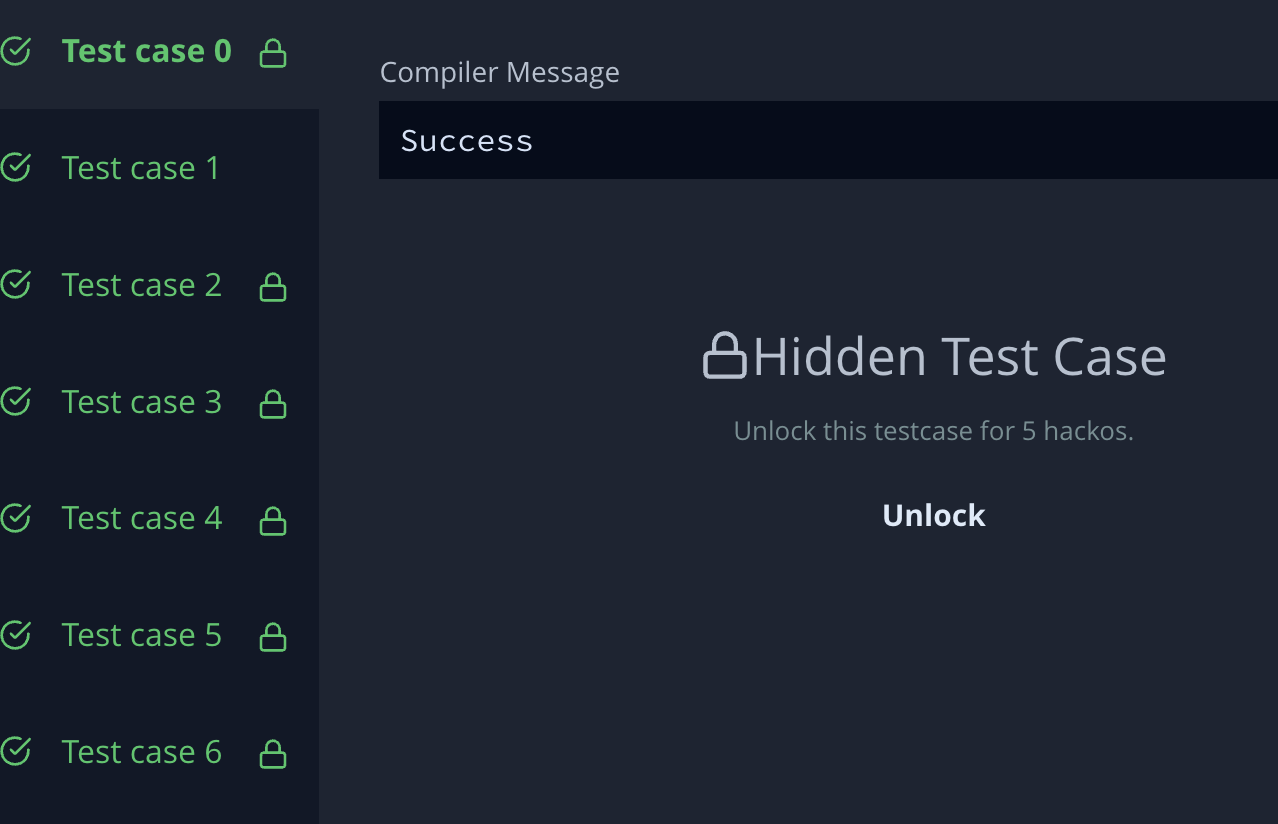 Test case 0
Test case 1
Test case 2
Test case 3
Test case 4
Test case 5
Test case 6
Compiler Message
Success
Hidden Test Case
Unlock this testcase for 5 hackos.
Unlock